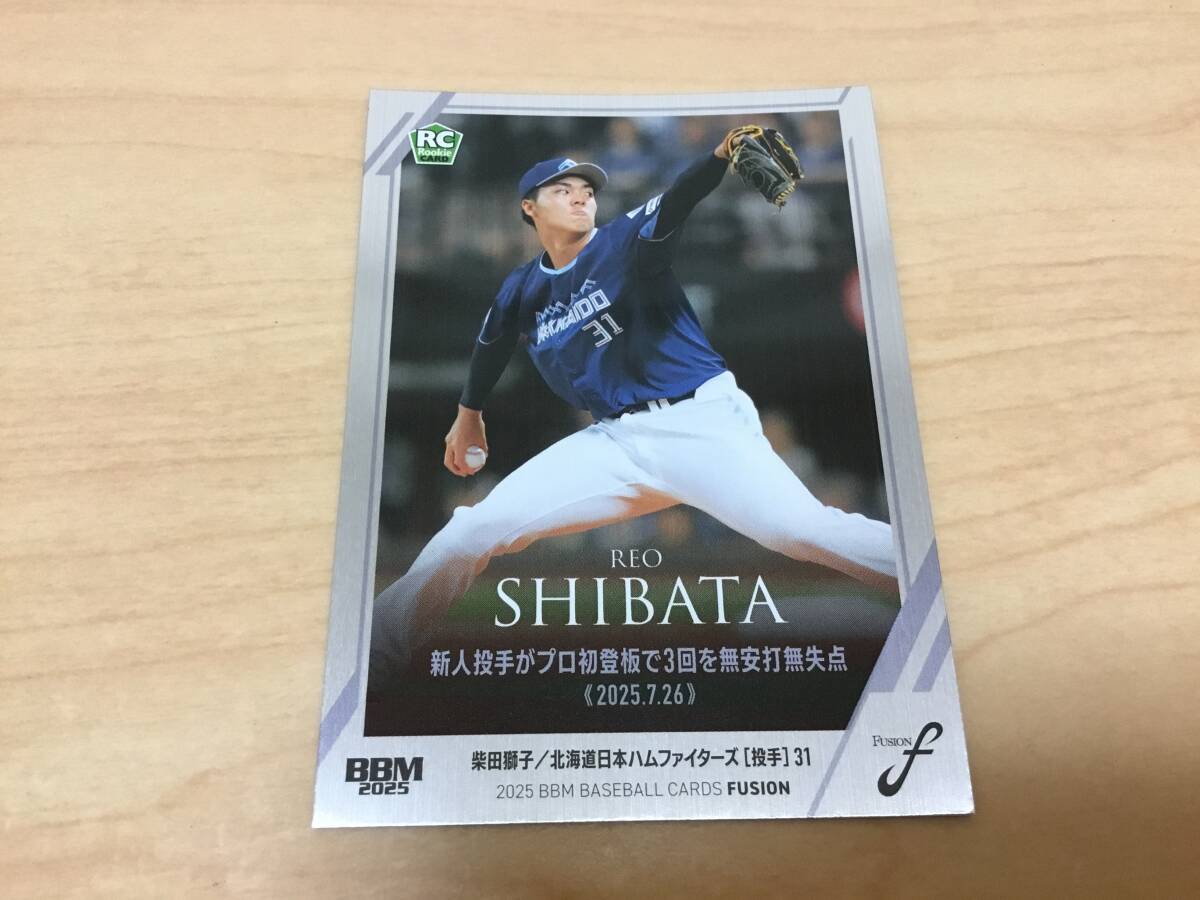 RC
Rookie
CARD
HOKKAIDO
31
REO
SHIBATA
新人投手がプロ初登板で3回を無安打無失点
《2025.7.26》
BBM
2025
柴田獅子／北海道日本ハムファイターズ [投手] 31
2025 BBM BASEBALL CARDS FUSION
FUSION
f